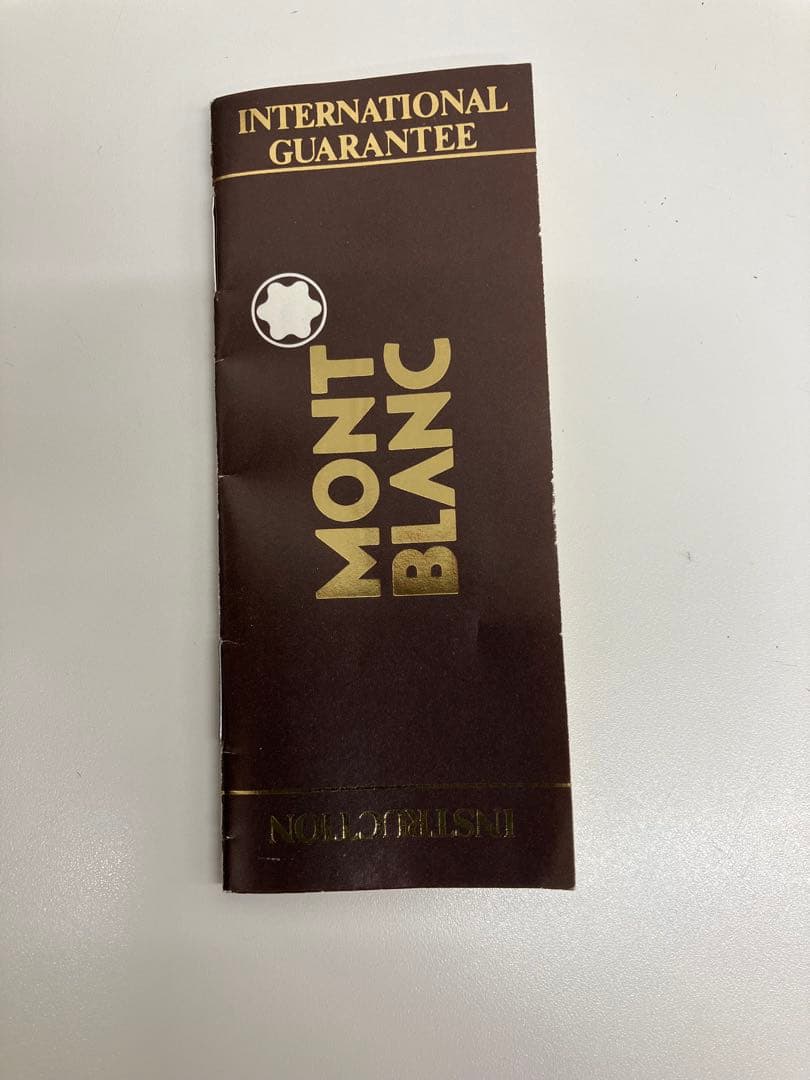 INTERNATIONAL
GUARANTEE
MONT
BLANC
INSTRUCTION